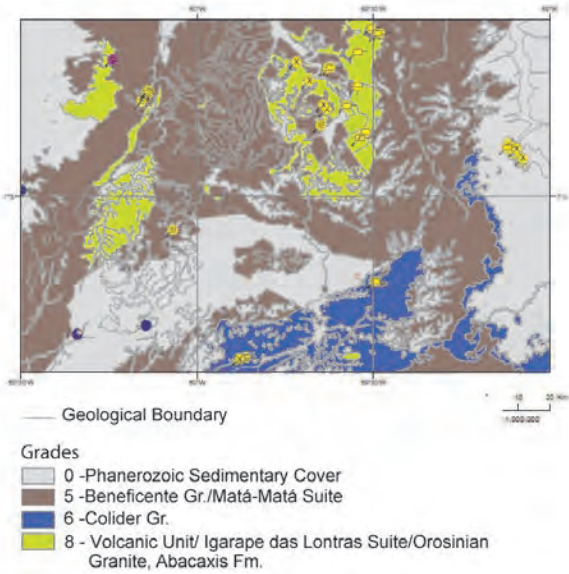 Geological Boundary
Grades
0 -Phanerozoic Sedimentary Cover
5 -Beneficente Gr./Matá-Matá Suite
6 -Colider Gr.
8 - Volcanic Unit/ Igarape das Lontras Suite/Orosinian
Granite, Abacaxis Fm.